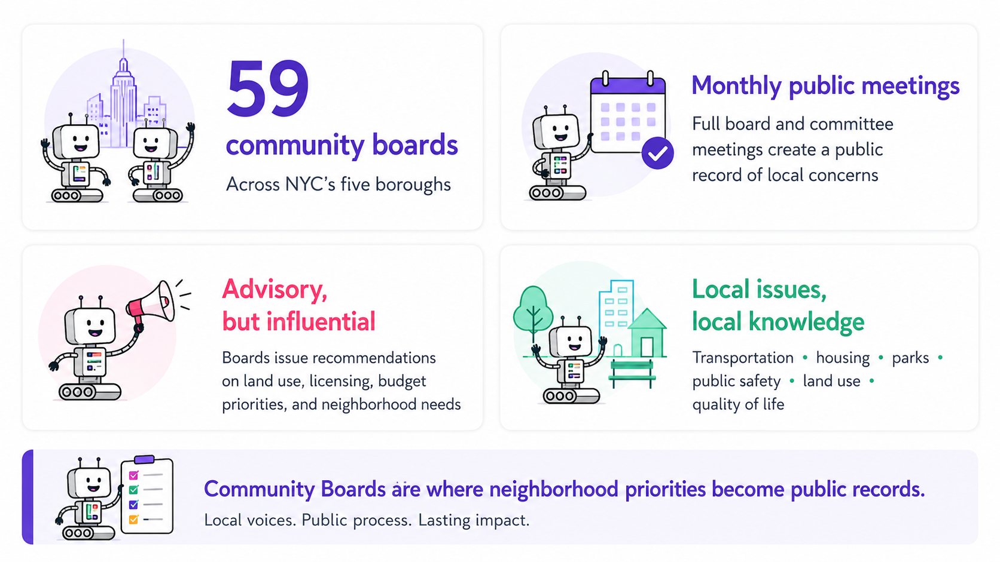 59
community boards
Across NYC's five boroughs
Monthly public meetings
Full board and committee
meetings create a public
record of local concerns
Advisory,
but influential
Boards issue recommendations
on land use, licensing, budget
priorities, and neighborhood needs
Local issues,
local knowledge
Transportation • housing • parks •
public safety • land use •
quality of life
Community Boards are where neighborhood priorities become public records.
Local voices. Public process. Lasting impact.